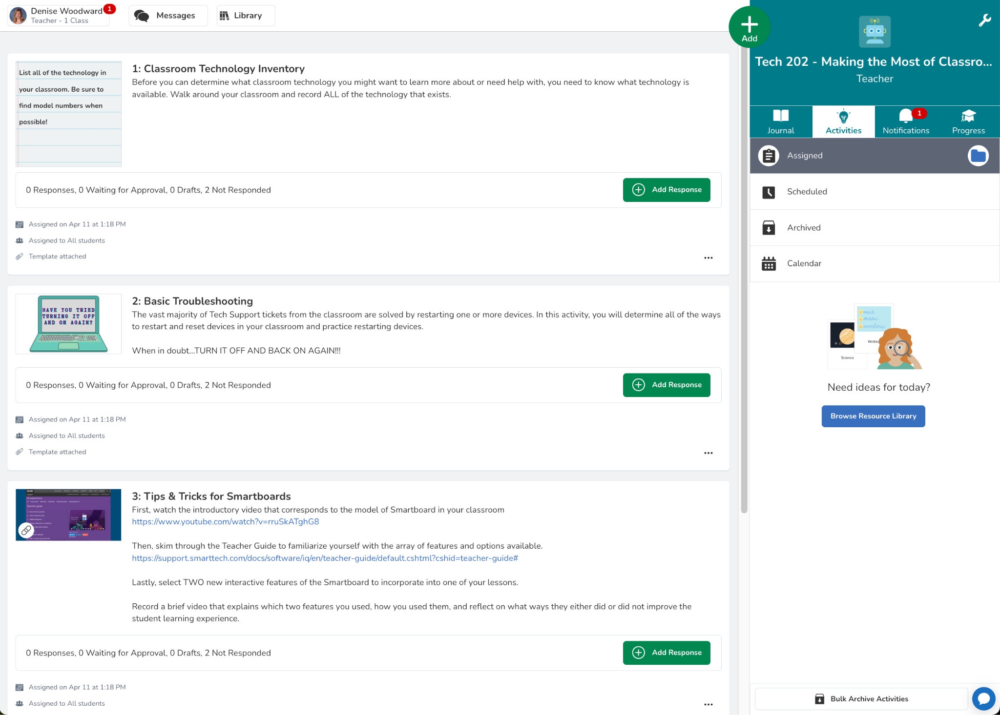 Denise Woodward
1
Teacher - 1 Class
Messages
Library
Add
Tech 202 - Making the Most of Classro...
Teacher
Journal
Activities
Notifications
1
Progress
Assigned
Scheduled
Archived
Calendar
Smart
Writing
Science
Need ideas for today?
Browse Resource Library
Bulk Archive Activities
List all of the technology in
your classroom. Be sure to
find model numbers when
possible!
1: Classroom Technology Inventory
Before you can determine what classroom technology you might want to learn more about or need help with, you need to know what technology is
available. Walk around your classroom and record ALL of the technology that exists.
0 Responses, 0 Waiting for Approval, 0 Drafts, 2 Not Responded
Add Response
Assigned on Apr 11 at 1:18 PM
Assigned to All students
Template attached
HAVE YOU TRIED
TURNING IT OFF
AND ON AGAIN?
2: Basic Troubleshooting
The vast majority of Tech Support tickets from the classroom are solved by restarting one or more devices. In this activity, you will determine all of the ways
to restart and reset devices in your classroom and practice restarting devices.
When in doubt...TURN IT OFF AND BACK ON AGAIN!!!
0 Responses, 0 Waiting for Approval, 0 Drafts, 2 Not Responded
Add Response
Assigned on Apr 11 at 1:18 PM
Assigned to All students
Template attached
Support
iQ experience
Teacher guide
3: Tips & Tricks for Smartboards
First, watch the introductory video that corresponds to the model of Smartboard in your classroom
https://www.youtube.com/watch?v=rruSkATghG8
Then, skim through the Teacher Guide to familiarize yourself with the array of features and options available.
https://support.smarttech.com/docs/software/iq/en/teacher-guide/default.cshtml?cshid=teacher-guide#
Lastly, select TWO new interactive features of the Smartboard to incorporate into one of your lessons.
Record a brief video that explains which two features you used, how you used them, and reflect on what ways they either did or did not improve the
student learning experience.
0 Responses, 0 Waiting for Approval, 0 Drafts, 2 Not Responded
Add Response
Assigned on Apr 11 at 1:18 PM
Assigned to All students